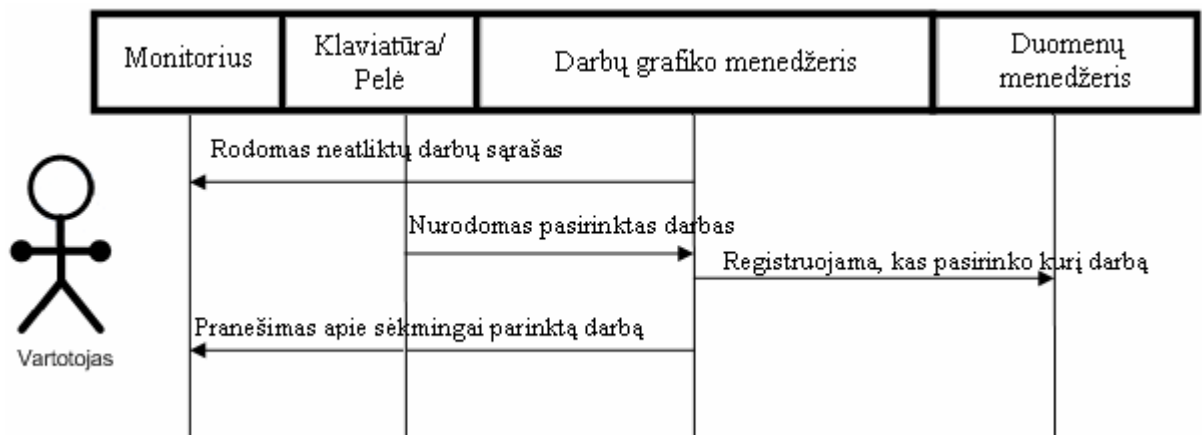 Monitorius
Klaviatūra/
Pelė
Darbų grafiko menedžeris
Duomenų
menedžeris
Rodomas neatliktų darbų sąrašas
Nurodomas pasirinktas darbas
Registruojama, kas pasirinko kurį darbą
Pranešimas apie sėkmingai parinktą darbą
Vartotojas